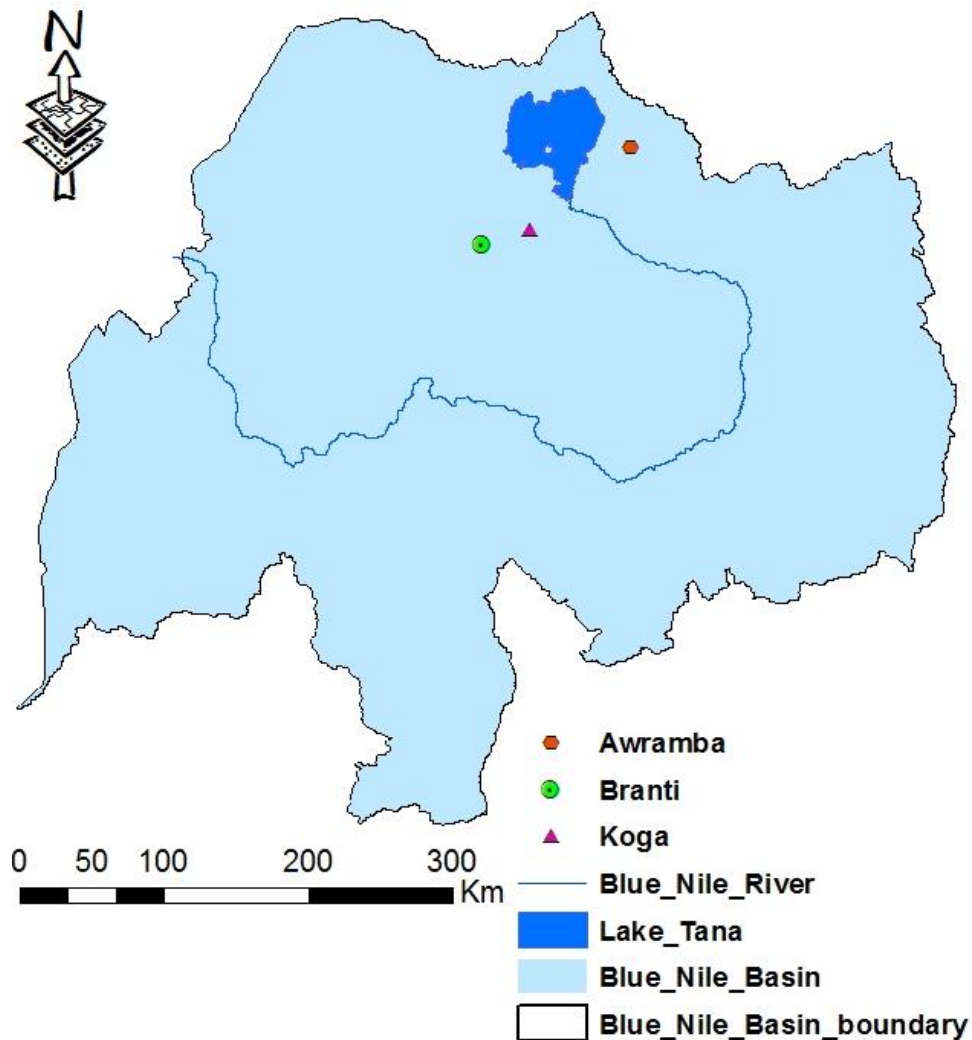 N
Awramba
Branti
Koga
0 50 100 200 300
Km
Blue_Nile_River
Lake_Tana
Blue_Nile_Basin
Blue_Nile_Basin_boundary